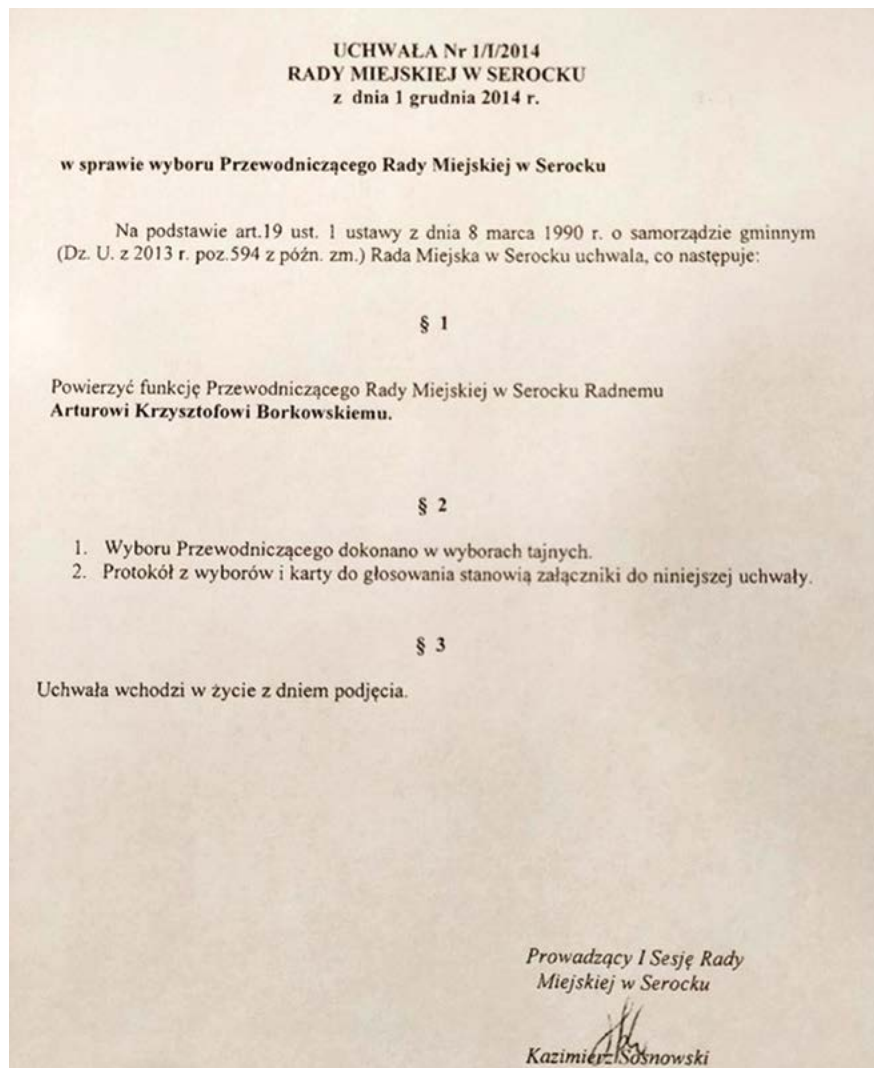 UCHWAŁA Nr 1/I/2014
RADY MIEJSKIEJ W SEROCKU
z dnia 1 grudnia 2014 r.
w sprawie wyboru Przewodniczącego Rady Miejskiej w Serocku
Na podstawie art.19 ust. 1 ustawy z dnia 8 marca 1990 r. o samorządzie gminnym
(Dz. U. z 2013 r. poz.594 z późn. zm.) Rada Miejska w Serocku uchwala, co następuje:
§ 1
Powierzyć funkcję Przewodniczącego Rady Miejskiej w Serocku Radnemu
Arturowi Krzysztofowi Borkowskiemu.
§ 2
1. Wyboru Przewodniczącego dokonano w wyborach tajnych.
2. Protokół z wyborów i karty do głosowania stanowią załączniki do niniejszej uchwały.
§ 3
Uchwała wchodzi w życie z dniem podjęcia.
Prowadzący I Sesję Rady
Miejskiej w Serocku
Kazimierz Sosnowski